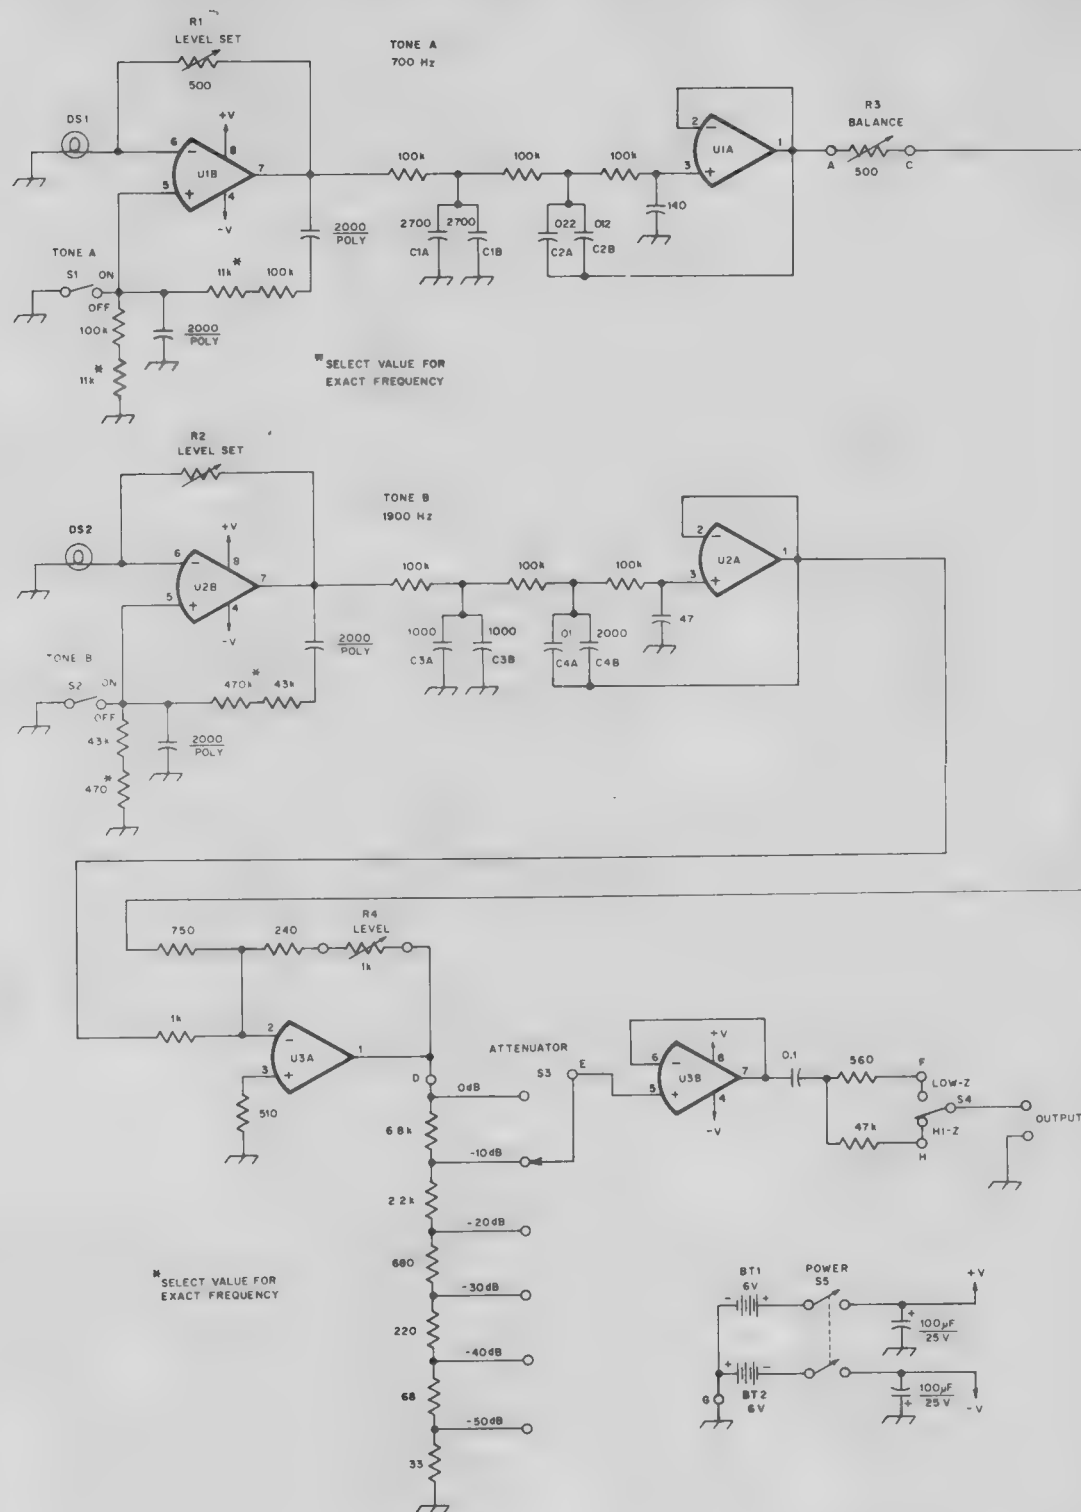 R1
LEVEL SET
500
TONE A
700 Hz
DS1
+V
6
8
7
U1B
5
4
-V
100k
100k
100k
2
1
U1A
3
R3
BALANCE
A
C
500
2000
POLY
2700
2700
C1A
C1B
022
012
C2A
C2B
140
TONE A
S1
ON
OFF
11k*
100k
100k
2000
POLY
11k*
*SELECT VALUE FOR
EXACT FREQUENCY
R2
LEVEL SET
TONE B
1900 Hz
DS2
+V
6
8
7
U2B
5
4
-V
100k
100k
100k
2
1
U2A
3
2000
POLY
1000
1000
C3A
C3B
01
2000
C4A
C4B
47
TONE B
S2
ON
OFF
470k*
43k
43k
2000
POLY
470*
750
240
R4
LEVEL
1k
1k
2
1
U3A
3
510
D
ATTENUATOR
S3
E
0dB
68k
-10dB
2.2k
-20dB
680
-30dB
220
-40dB
68
-50dB
33
6
+V
8
7
U3B
5
4
-V
0.1
560
F
LOW-Z
S4
HI-Z
47k
H
OUTPUT
*SELECT VALUE FOR
EXACT FREQUENCY
BT1
6V
- +
POWER
S5
+V
+
100µF
25V
+ -
BT2
6V
G
100µF
25V
+
-V